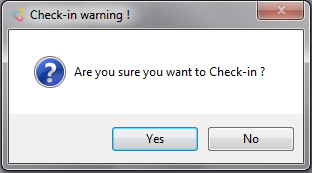 Check-in warning !
Are you sure you want to Check-in ?
Yes
No